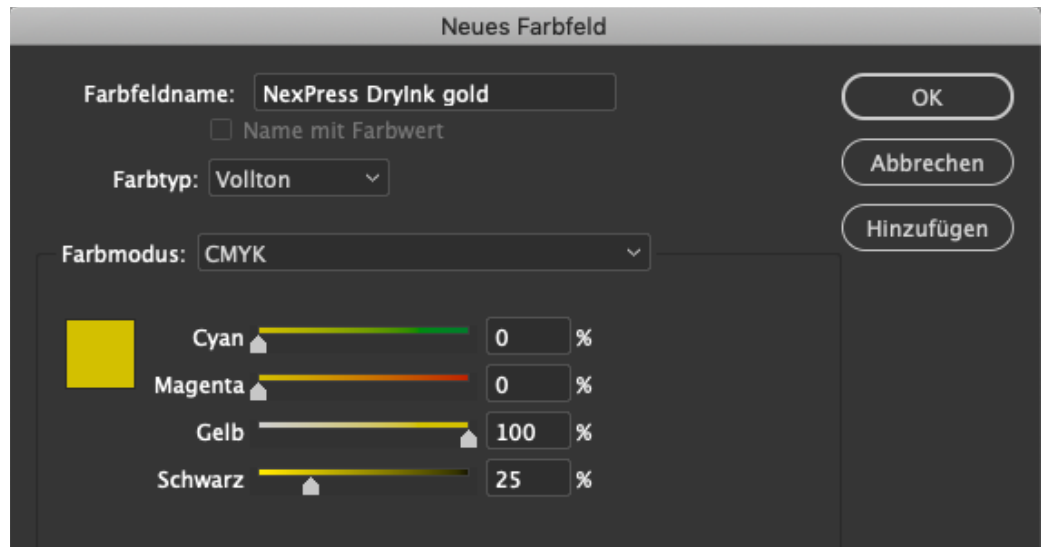 Neues Farbfeld
Farbfeldname: NexPress DryInk gold
Name mit Farbwert
Farbtyp: Vollton
Farbmodus: CMYK
Cyan 0 %
Magenta 0 %
Gelb 100 %
Schwarz 25 %
OK
Abbrechen
Hinzufügen